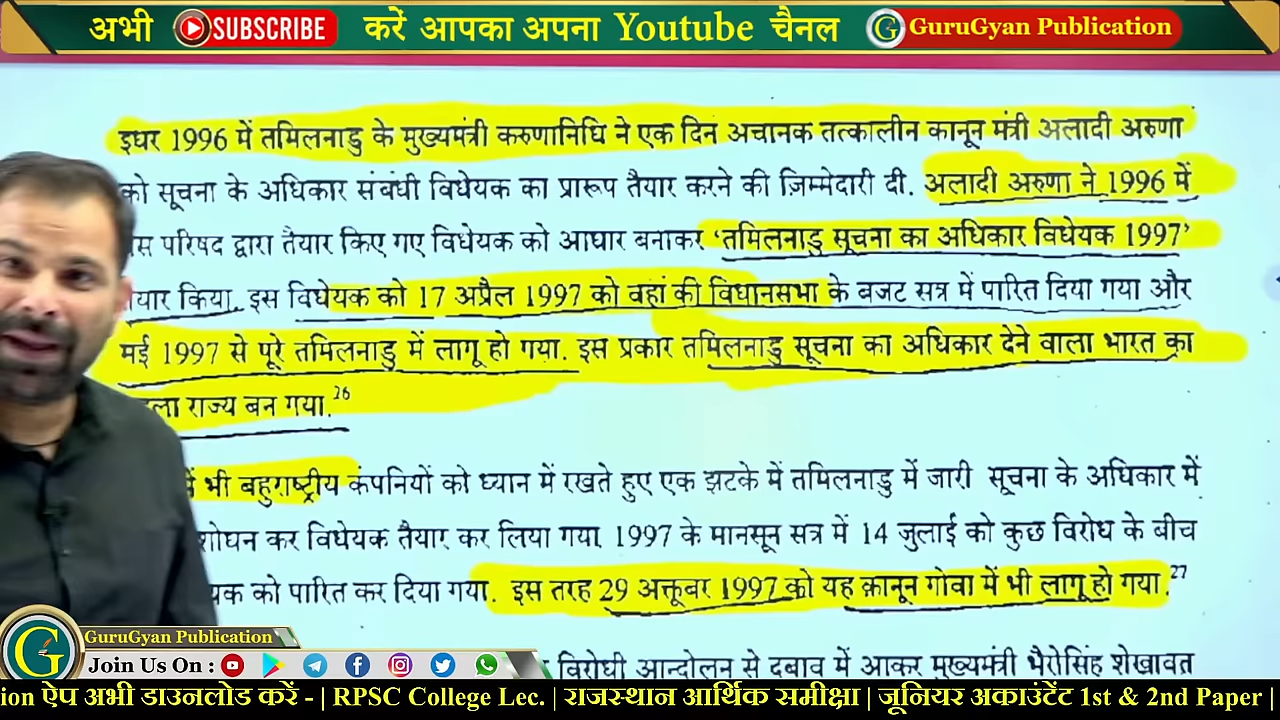 अभी SUBSCRIBE करें आपका अपना Youtube चैनल GuruGyan Publication
इधर 1996 में तमिलनाडु के मुख्यमंत्री करुणानिधि ने एक दिन अचानक तत्कालीन कानून मंत्री अलादी अरुणा
को सूचना के अधिकार संबंधी विधेयक का प्रारूप तैयार करने की ज़िम्मेदारी दी. अलादी अरुणा ने 1996 में
परिषद द्वारा तैयार किए गए विधेयक को आधार बनाकर 'तमिलनाडु सूचना का अधिकार विधेयक 1997'
किया. इस विधेयक को 17 अप्रैल 1997 को वहां की विधानसभा के बजट सत्र में पारित दिया गया और
मई 1997 से पूरे तमिलनाडु में लागू हो गया. इस प्रकार तमिलनाडु सूचना का अधिकार देने वाला भारत का
राज्य बन गया.26
भी बहुराष्ट्रीय कंपनियों को ध्यान में रखते हुए एक झटके में तमिलनाडु में जारी सूचना के अधिकार में
कर विधेयक तैयार कर लिया गया. 1997 के मानसून सत्र में 14 जुलाई को कुछ विरोध के बीच
को पारित कर दिया गया. इस तरह 29 अक्तूबर 1997 को यह क़ानून गोवा में भी लागू हो गया.27
विरोधी आन्दोलन से दबाव में आकर मुख्यमंत्री भैरोसिंह शेखावत
G GuruGyan Publication
Join Us On :
ऐप अभी डाउनलोड करें - | RPSC College Lec. | राजस्थान आर्थिक समीक्षा | जूनियर अकाउंटेंट 1st & 2nd Paper |